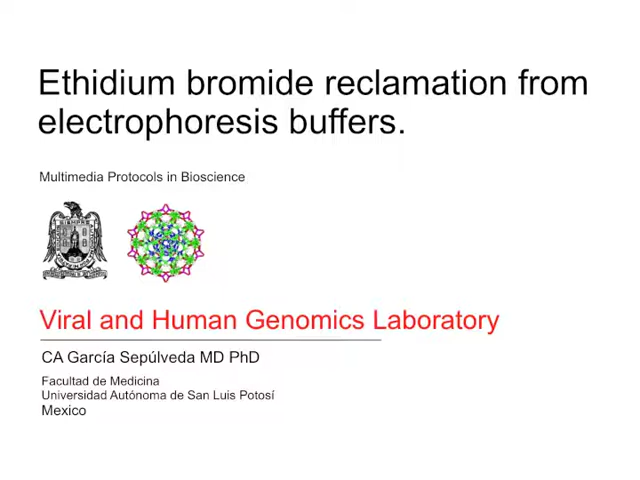 Ethidium bromide reclamation from
electrophoresis buffers.
Multimedia Protocols in Bioscience
SIEMPRE
Viral and Human Genomics Laboratory
CA García Sepúlveda MD PhD
Facultad de Medicina
Universidad Autónoma de San Luis Potosí
Mexico